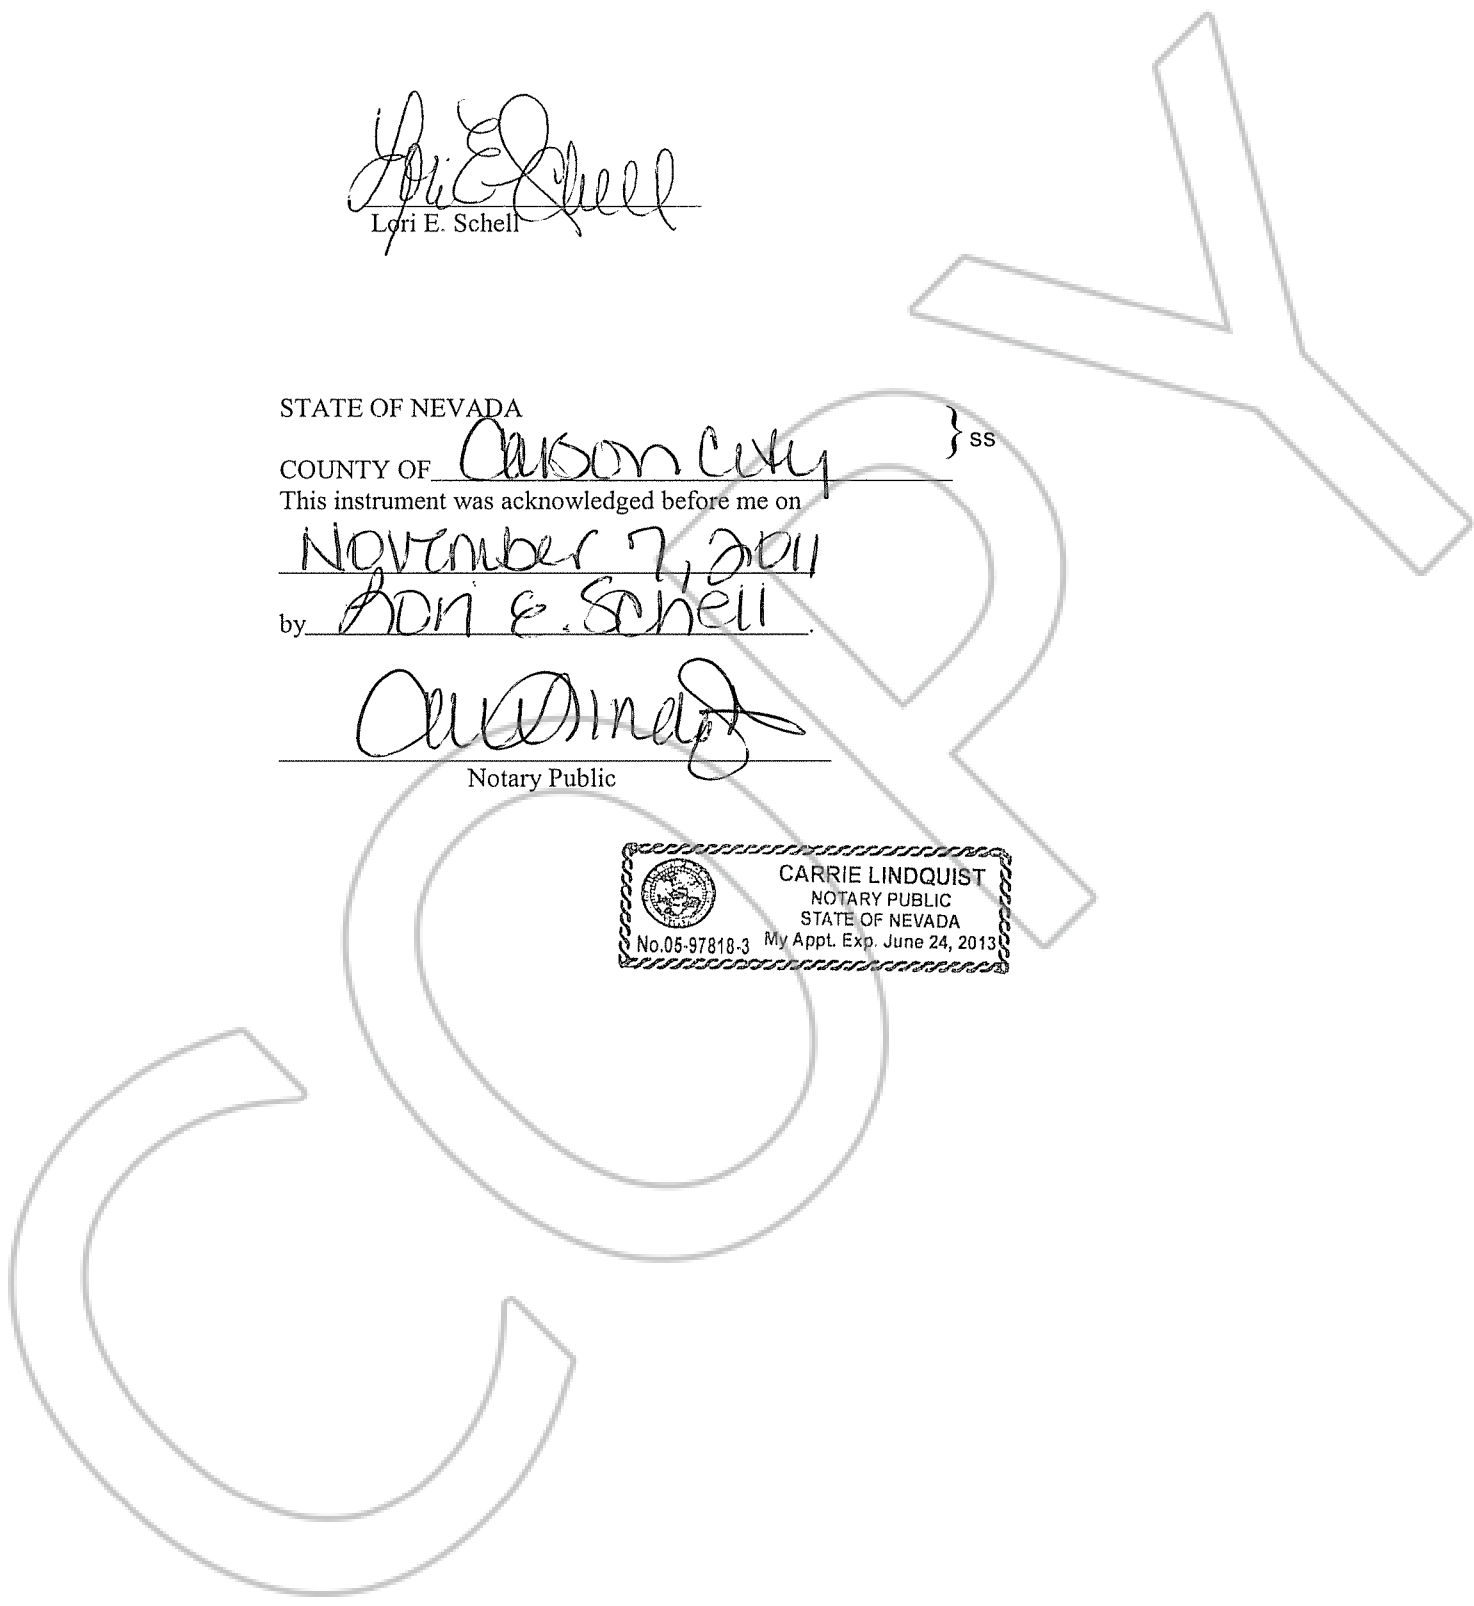 Lori E Schell
Lori E. Schell
STATE OF NEVADA
} ss
COUNTY OF Carson City
This instrument was acknowledged before me on
November 7, 2011
by Lori E. Schell.
Carrie Lindquist
Notary Public
CARRIE LINDQUIST
NOTARY PUBLIC
STATE OF NEVADA
No.05-97818-3 My Appt. Exp. June 24, 2013
COPY